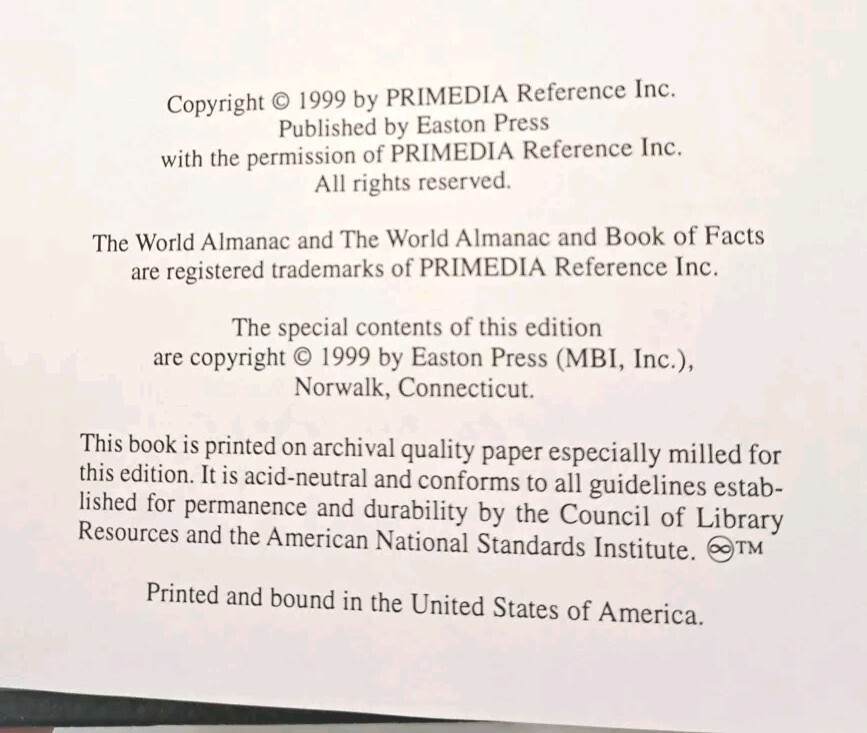 Copyright © 1999 by PRIMEDIA Reference Inc.
Published by Easton Press
with the permission of PRIMEDIA Reference Inc.
All rights reserved.
The World Almanac and The World Almanac and Book of Facts
are registered trademarks of PRIMEDIA Reference Inc.
The special contents of this edition
are copyright © 1999 by Easton Press (MBI, Inc.),
Norwalk, Connecticut.
This book is printed on archival quality paper especially milled for
this edition. It is acid-neutral and conforms to all guidelines estab-
lished for permanence and durability by the Council of Library
Resources and the American National Standards Institute. ♾™
Printed and bound in the United States of America.